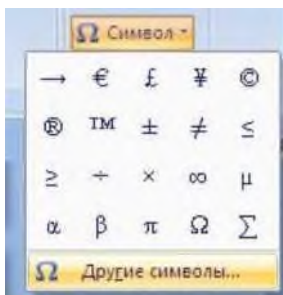 Ω Символ
→ € £ ¥ ©
® ™ ± ≠ ≤
≥ ÷ × ∞ µ
α β π Ω Σ
Ω Другие символы...